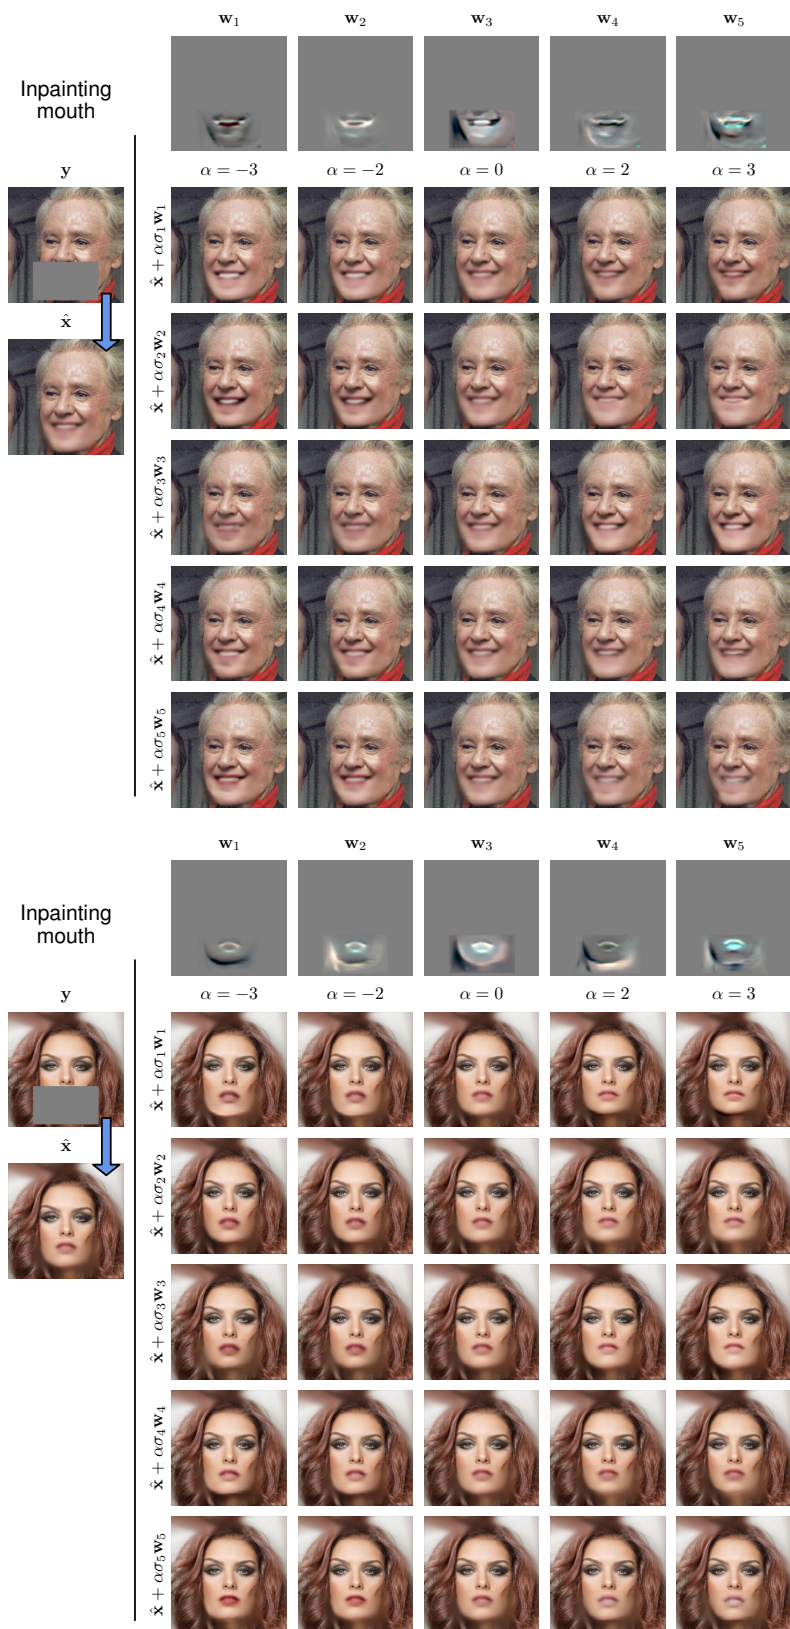 w₁ w₂ w₃ w₄ w₅
Inpainting
mouth
y
α = −3 α = −2 α = 0 α = 2 α = 3
x̂ + ασ₁w₁
x̂
x̂ + ασ₂w₂
x̂ + ασ₃w₃
x̂ + ασ₄w₄
x̂ + ασ₅w₅
w₁ w₂ w₃ w₄ w₅
Inpainting
mouth
y
α = −3 α = −2 α = 0 α = 2 α = 3
x̂ + ασ₁w₁
x̂
x̂ + ασ₂w₂
x̂ + ασ₃w₃
x̂ + ασ₄w₄
x̂ + ασ₅w₅